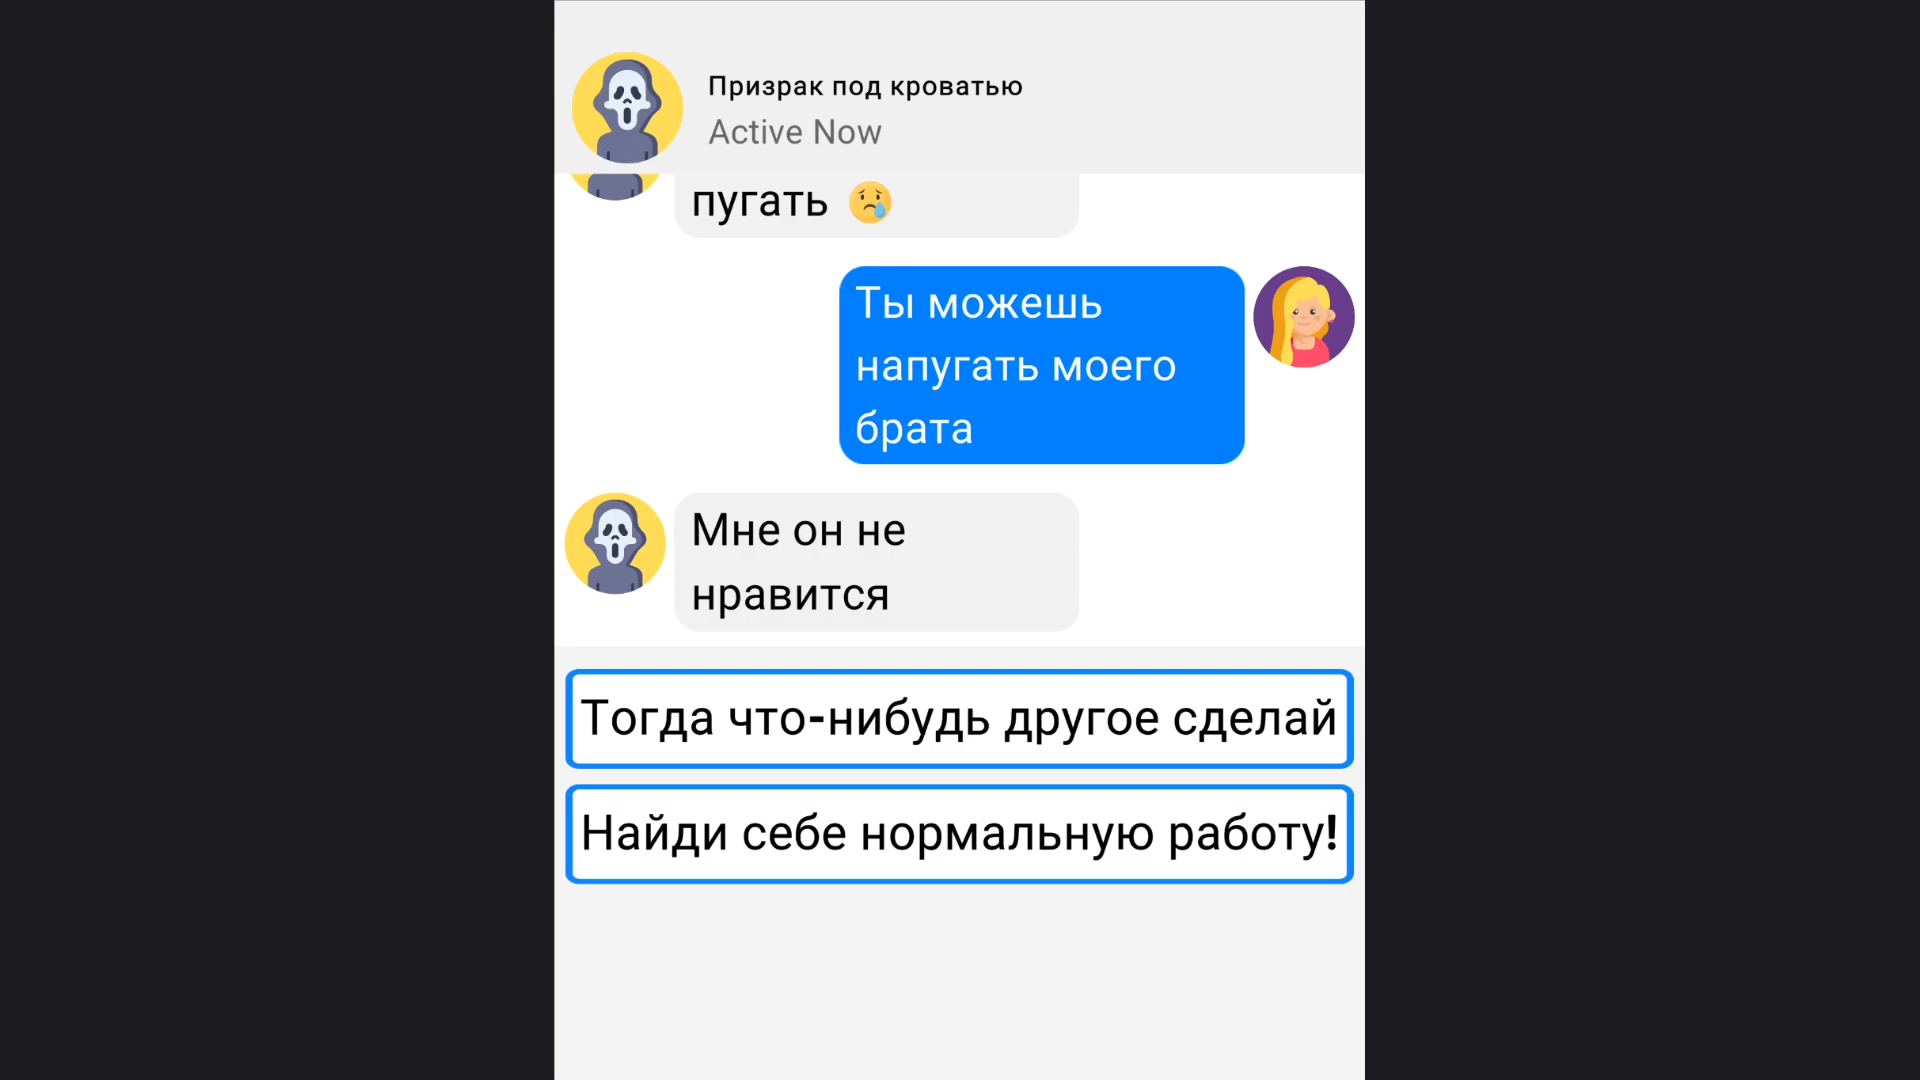 Призрак под кроватью
Active Now
пугать 😢
Ты можешь
напугать моего
брата
Мне он не
нравится
Тогда что-нибудь другое сделай
Найди себе нормальную работу!